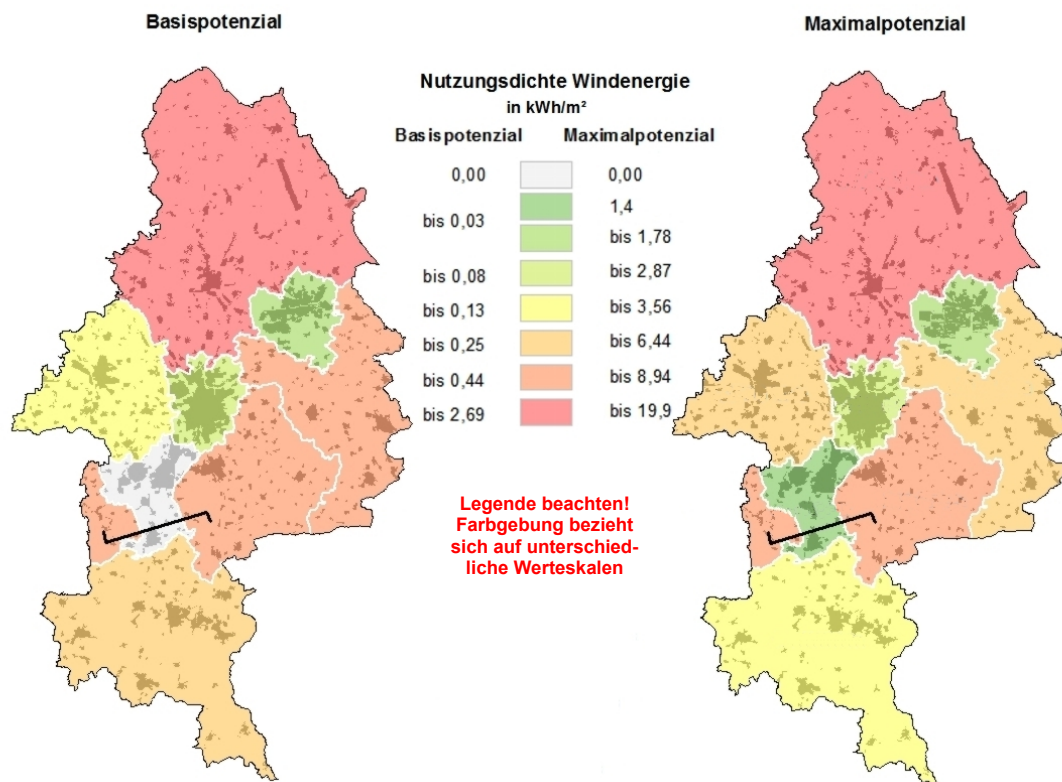 Basispotenzial
Maximalpotenzial
Nutzungsdichte Windenergie
in kWh/m²
Basispotenzial Maximalpotenzial
0,00 0,00
bis 0,03 1,4
bis 1,78
bis 0,08 bis 2,87
bis 0,13 bis 3,56
bis 0,25 bis 6,44
bis 0,44 bis 8,94
bis 2,69 bis 19,9
Legende beachten!
Farbgebung bezieht
sich auf unterschied-
liche Werteskalen